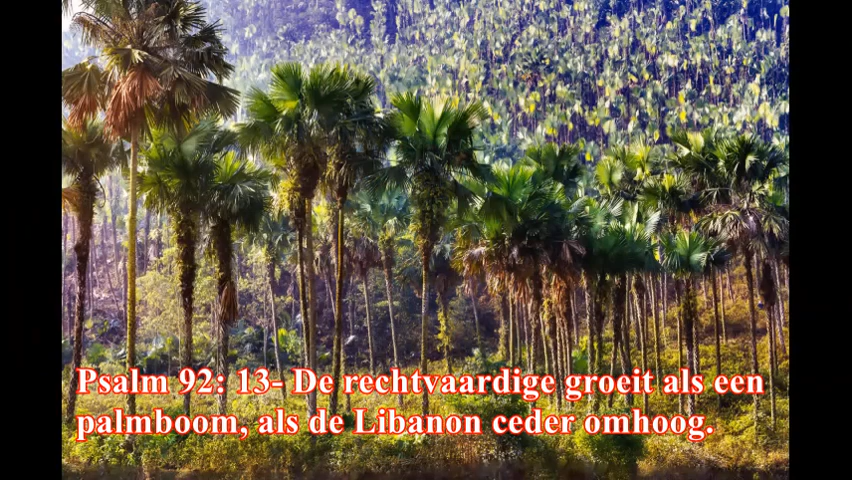 Psalm 92: 13- De rechtvaardige groeit als een
palmboom, als de Libanon ceder omhoog.